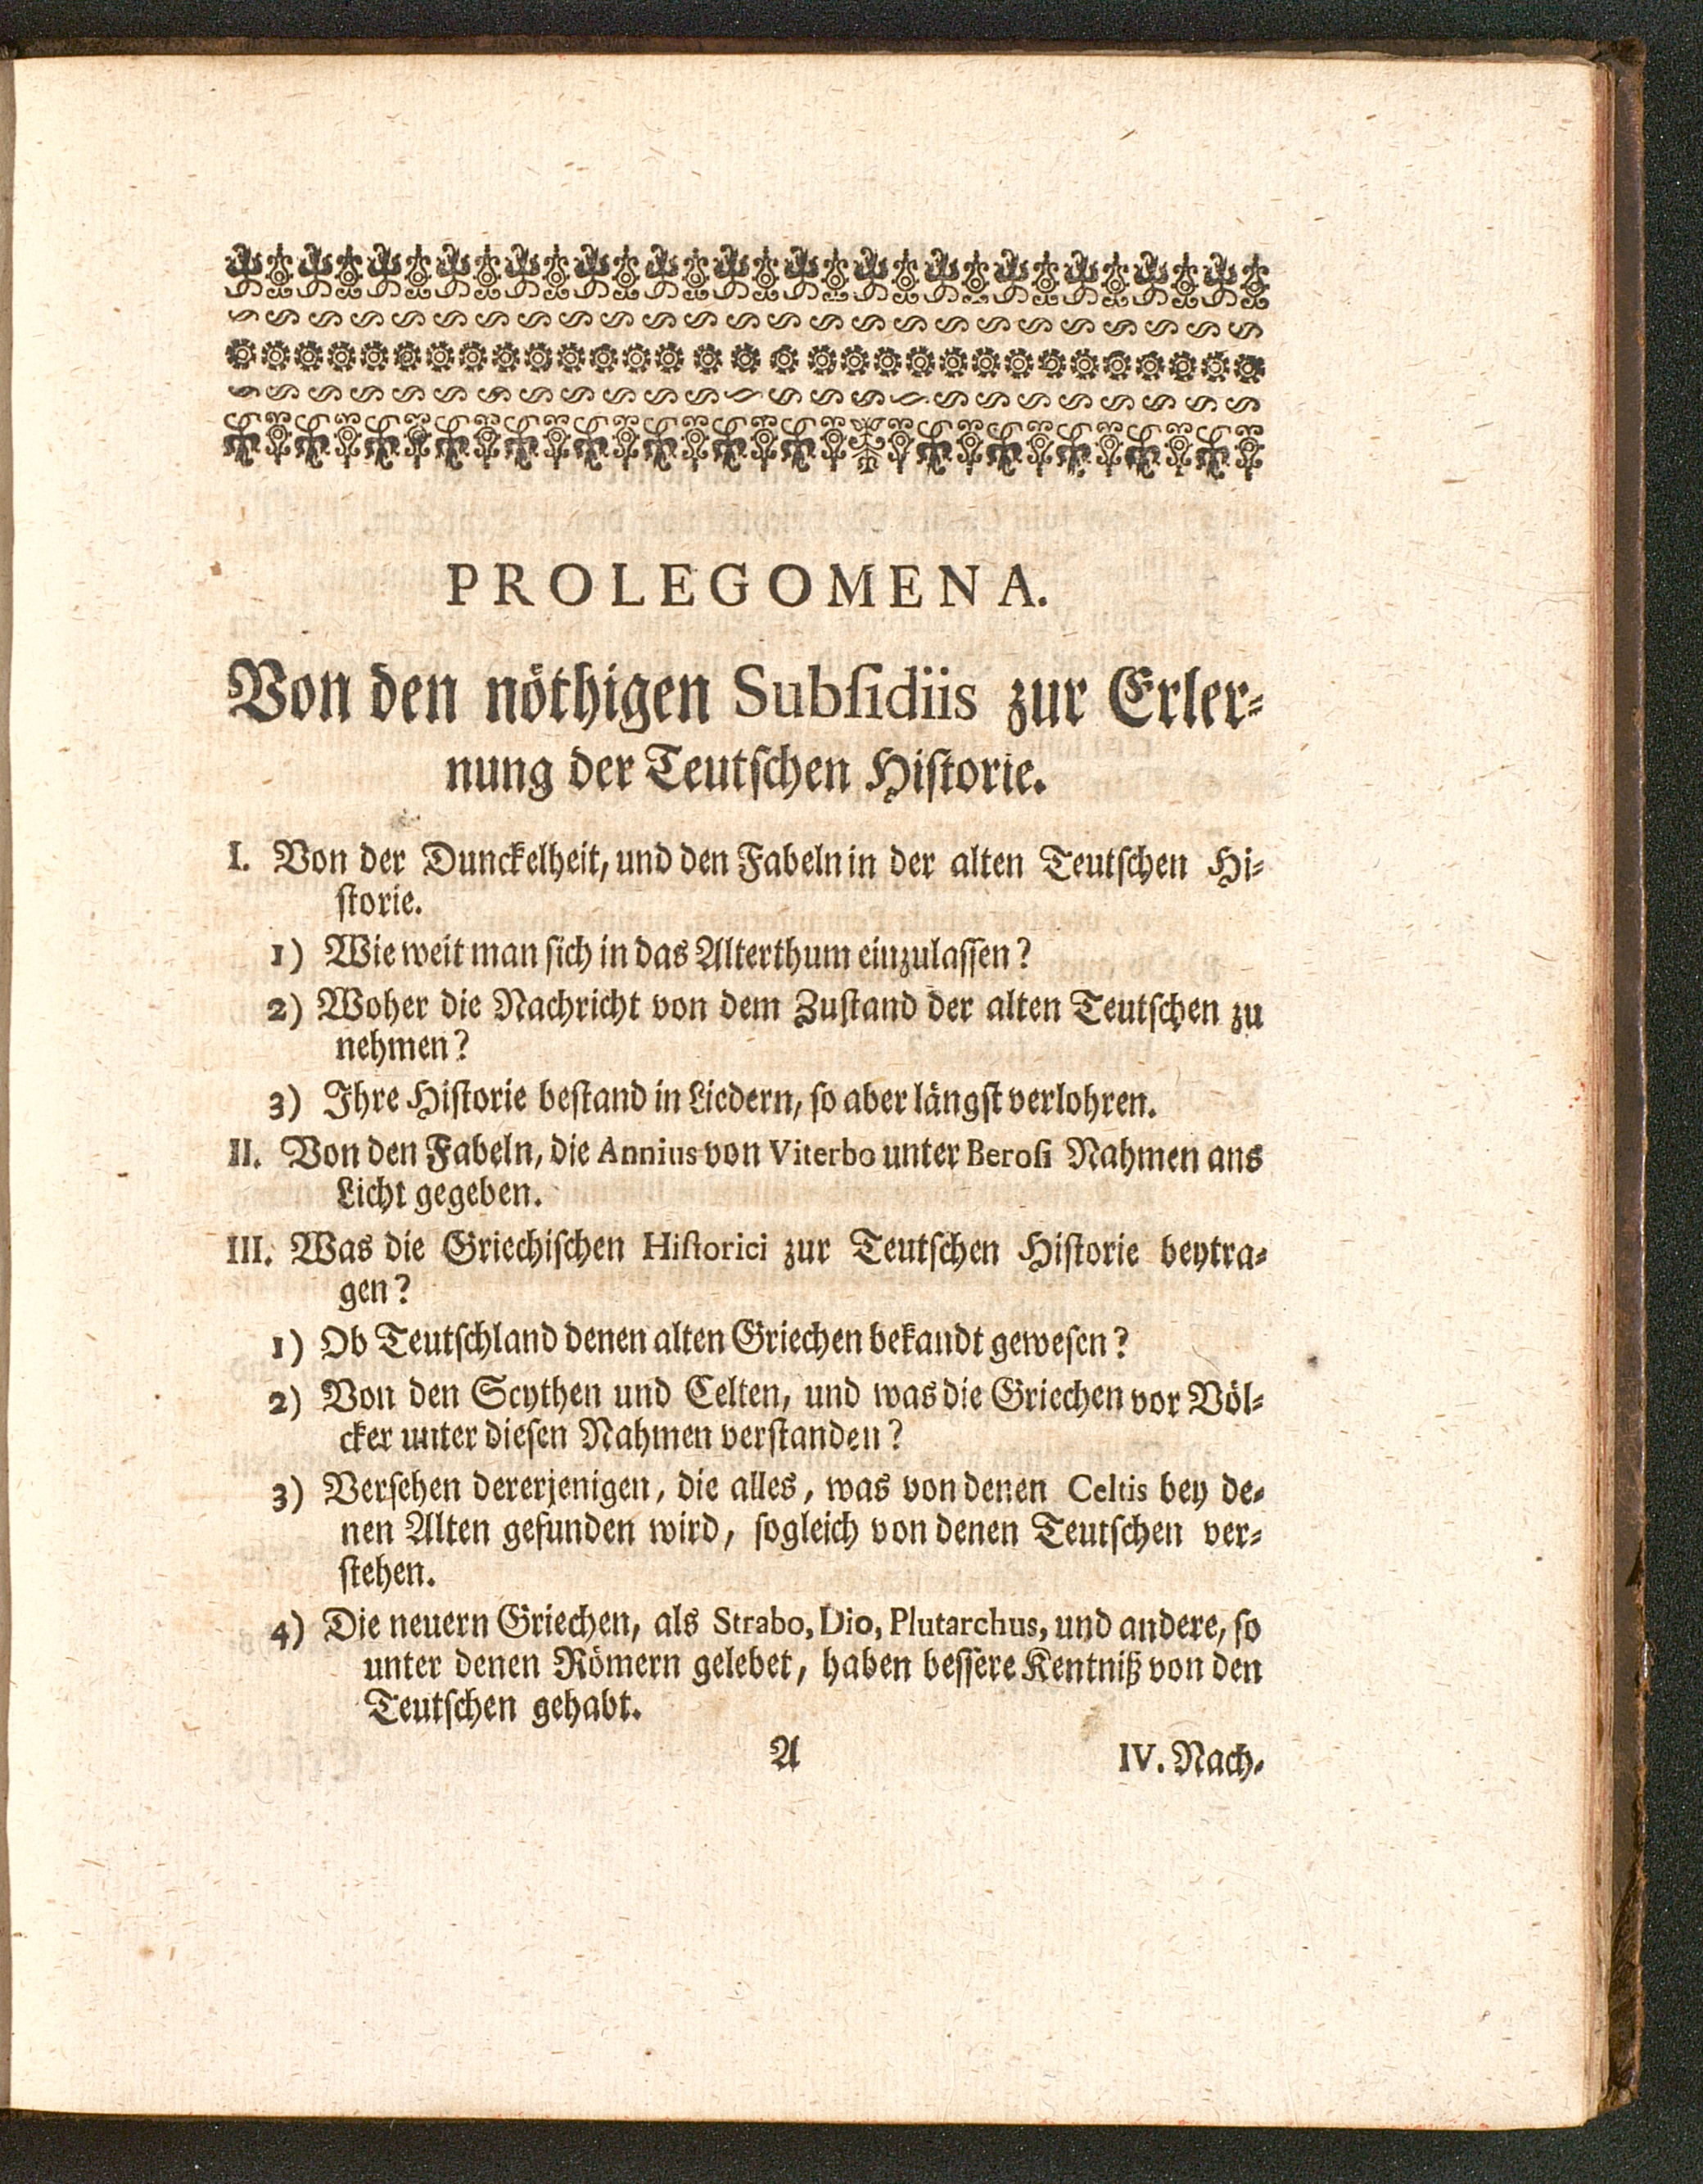 PROLEGOMENA.
Von den nöthigen Subſidiis zur Erler-
nung der Teutſchen Hiſtorie.
I. Von der Dunckelheit, und den Fabeln in der alten Teutſchen Hi-
ſtorie.
1) Wie weit man ſich in das Alterthum einzulaſſen?
2) Woher die Nachricht von dem Zuſtand der alten Teutſchen zu
nehmen?
3) Ihre Hiſtorie beſtand in Liedern, ſo aber längſt verlohren.
II. Von den Fabeln, die Annius von Viterbo unter Beroſi Nahmen ans
Licht gegeben.
III. Was die Griechiſchen Hiſtorici zur Teutſchen Hiſtorie beytra-
gen?
1) Ob Teutſchland denen alten Griechen bekandt geweſen?
2) Von den Scythen und Celten, und was die Griechen vor Völ-
cker unter dieſen Nahmen verſtanden?
3) Verſehen dererjenigen, die alles, was von denen Celtis bey de-
nen Alten gefunden wird, ſogleich von denen Teutſchen ver-
ſtehen.
4) Die neuern Griechen, als Strabo, Dio, Plutarchus, und andere, ſo
unter denen Römern gelebet, haben beſſere Kentniß von den
Teutſchen gehabt.
A IV. Nach-